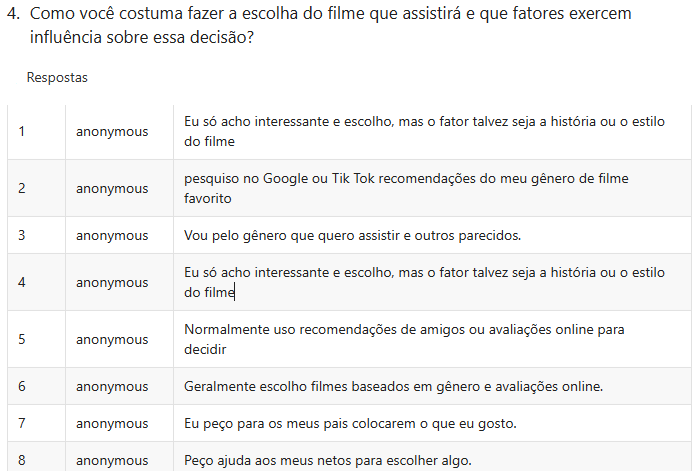 4. Como você costuma fazer a escolha do filme que assistirá e que fatores exercem
influência sobre essa decisão?
Respostas
1 anonymous Eu só acho interessante e escolho, mas o fator talvez seja a história ou o estilo
do filme
2 anonymous pesquiso no Google ou Tik Tok recomendações do meu gênero de filme
favorito
3 anonymous Vou pelo gênero que quero assistir e outros parecidos.
4 anonymous Eu só acho interessante e escolho, mas o fator talvez seja a história ou o estilo
do filme
5 anonymous Normalmente uso recomendações de amigos ou avaliações online para
decidir
6 anonymous Geralmente escolho filmes baseados em gênero e avaliações online.
7 anonymous Eu peço para os meus pais colocarem o que eu gosto.
8 anonymous Peço ajuda aos meus netos para escolher algo.